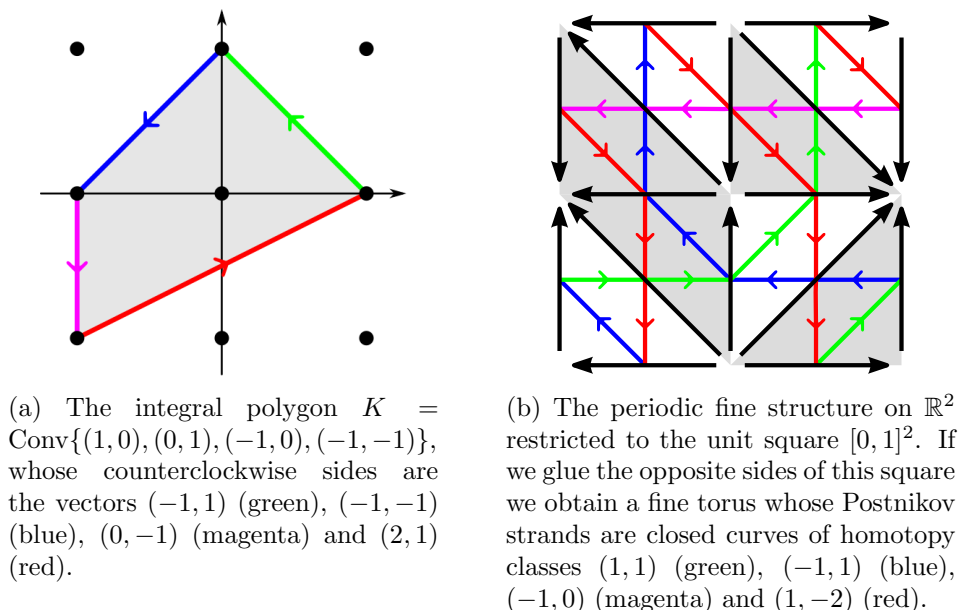 (a) The integral polygon K =
Conv{(1, 0), (0, 1), (−1, 0), (−1, −1)},
whose counterclockwise sides are
the vectors (−1, 1) (green), (−1, −1)
(blue), (0, −1) (magenta) and (2, 1)
(red).
(b) The periodic fine structure on ℝ²
restricted to the unit square [0, 1]². If
we glue the opposite sides of this square
we obtain a fine torus whose Postnikov
strands are closed curves of homotopy
classes (1, 1) (green), (−1, 1) (blue),
(−1, 0) (magenta) and (1, −2) (red).